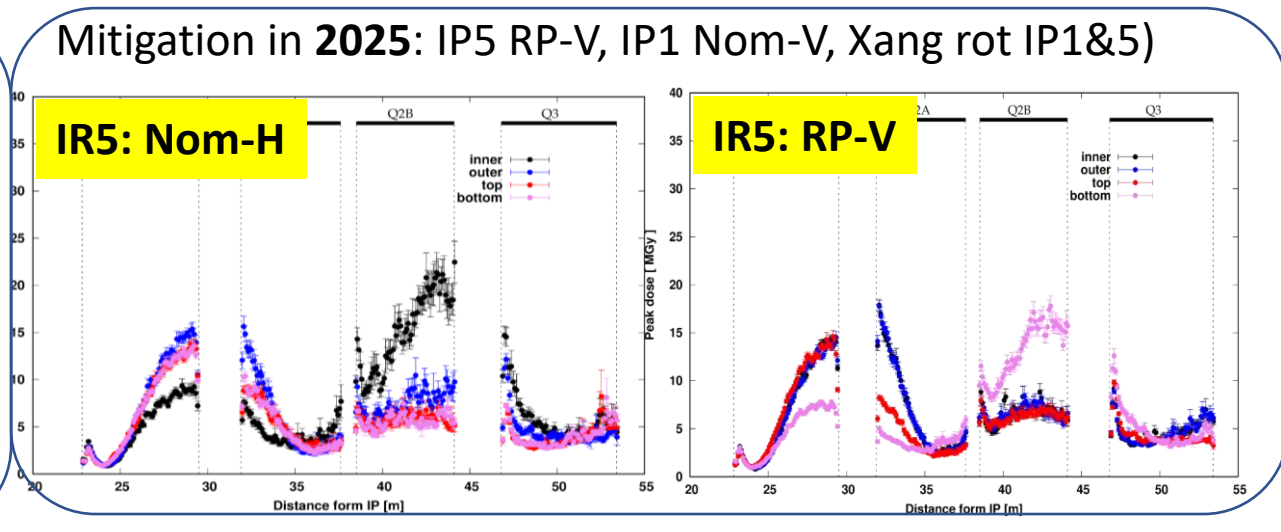 Mitigation in 2025: IP5 RP-V, IP1 Nom-V, Xang rot IP1&5)
IR5: Nom-H
Q2B
Q3
inner
outer
top
bottom
40
35
30
25
20
15
10
5
0
20
25
30
35
40
45
50
55
Distance form IP [m]
IR5: RP-V
2A
Q2B
Q3
inner
outer
top
bottom
Peak dose [ MGy]
40
35
30
25
20
15
10
5
0
20
25
30
35
40
45
50
55
Distance form IP [m]